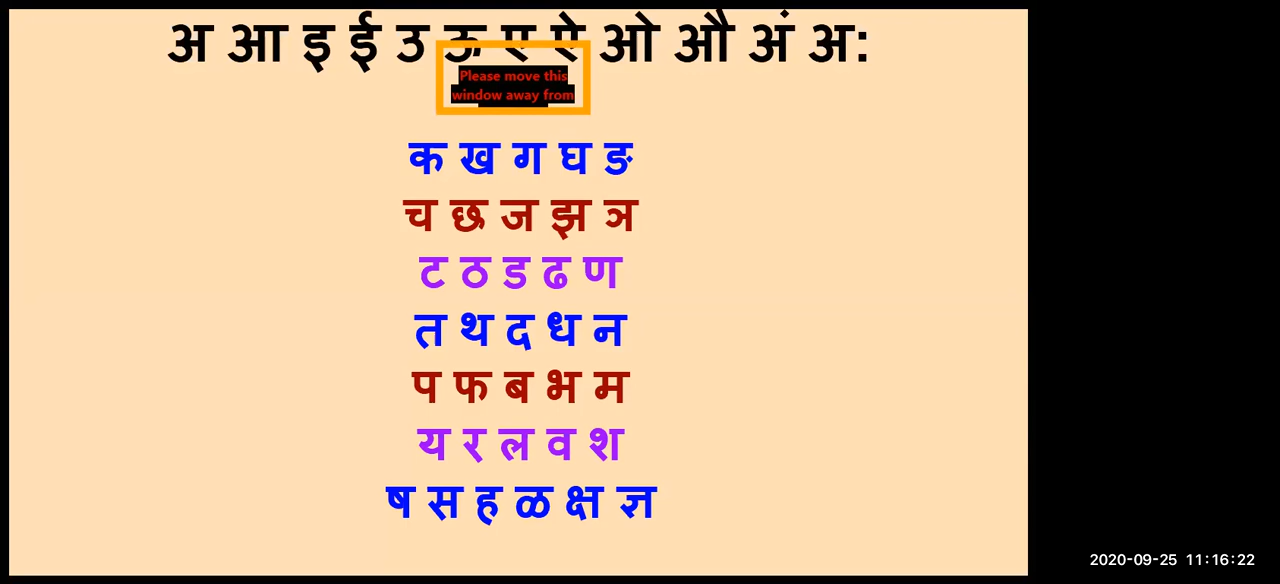 अ आ इ ई उ ऊ ए ऐ ओ औ अं अ:
Please move this
window away from
क ख ग घ ङ
च छ ज झ ञ
ट ठ ड ढ ण
त थ द ध न
प फ ब भ म
य र ल व श
ष स ह ळ क्ष ज्ञ
2020-09-25 11:16:22